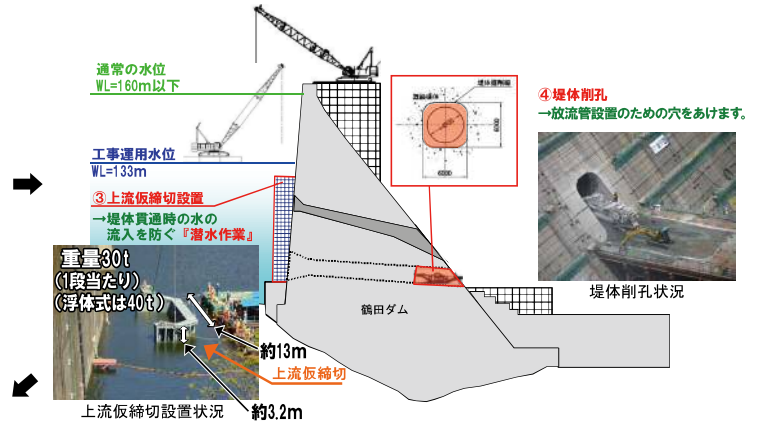 通常の水位
WL=160m以下
工事運用水位
WL=133m
③上流仮締切設置
→堤体貫通時の水の
流入を防ぐ『潜水作業』
重量30t
(1段当たり)
(浮体式は40t)
約13m
上流仮締切
約3.2m
上流仮締切設置状況
鶴田ダム
6000
6000
④堤体削孔
→放流管設置のための穴をあけます。
堤体削孔状況